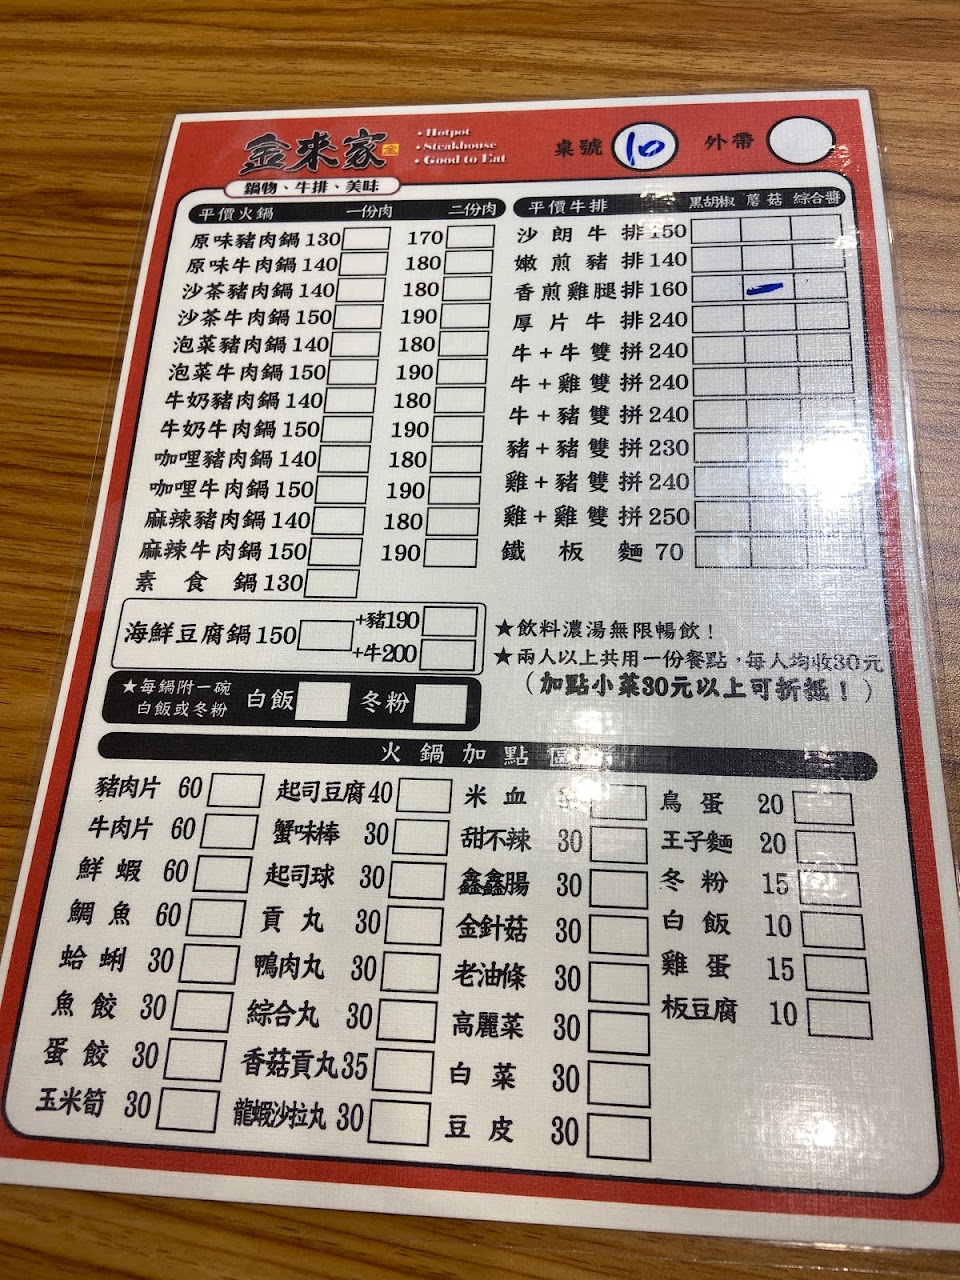 金來家
• Hotpot
• Steakhouse
• Good to Eat
鍋物、牛排、美味
桌號 10 外帶
平價火鍋 一份肉 二份肉
原味豬肉鍋 130 170
原味牛肉鍋 140 180
沙茶豬肉鍋 140 180
沙茶牛肉鍋 150 190
泡菜豬肉鍋 140 180
泡菜牛肉鍋 150 190
牛奶豬肉鍋 140 180
牛奶牛肉鍋 150 190
咖哩豬肉鍋 140 180
咖哩牛肉鍋 150 190
麻辣豬肉鍋 140 180
麻辣牛肉鍋 150 190
素食鍋 130
海鮮豆腐鍋 150 +豬190
+牛200
★每鍋附一碗
白飯或冬粉
白飯 冬粉
平價牛排 黑胡椒 蘑菇 綜合醬
沙朗牛排 150
嫩煎豬排 140
香煎雞腿排 160
厚片牛排 240
牛+牛雙拼 240
牛+雞雙拼 240
牛+豬雙拼 240
豬+豬雙拼 230
雞+豬雙拼 240
雞+雞雙拼 250
鐵板麵 70
★飲料濃湯無限暢飲！
★兩人以上共用一份餐點，每人均收30元
（加點小菜30元以上可折抵！）
火鍋加點區
豬肉片 60
牛肉片 60
鮮蝦 60
鯛魚 60
蛤蜊 30
魚餃 30
蛋餃 30
玉米筍 30
起司豆腐 40
蟹味棒 30
起司球 30
貢丸 30
鴨肉丸 30
綜合丸 30
香菇貢丸 35
龍蝦沙拉丸 30
米血
甜不辣 30
鑫鑫腸 30
金針菇 30
老油條 30
高麗菜 30
白菜 30
豆皮 30
鳥蛋 20
王子麵 20
冬粉 15
白飯 10
雞蛋 15
板豆腐 10